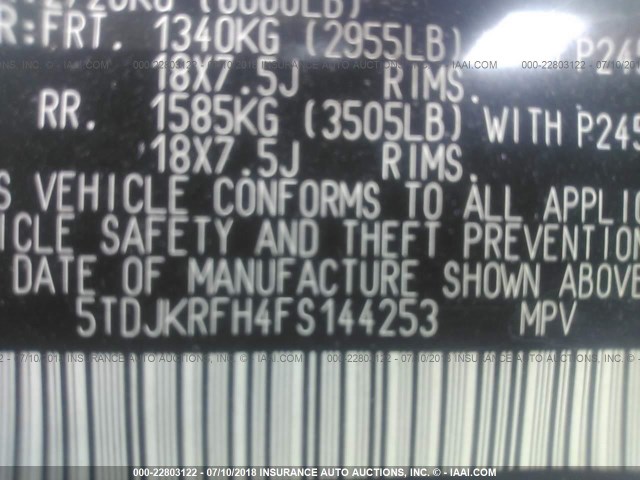 (6000LB)
R:FRT. 1340KG (2955LB)
18X7.5J RIMS.
RR. 1585KG (3505LB) WITH P245
18X7.5J RIMS.
S VEHICLE CONFORMS TO ALL APPLIC
ICLE SAFETY AND THEFT PREVENTION
DATE OF MANUFACTURE SHOWN ABOVE
5TDJKRFH4FS144253 MPV
000-22803122 - 07/10/2018 INSURANCE AUTO AUCTIONS, INC. - © - IAAI.COM